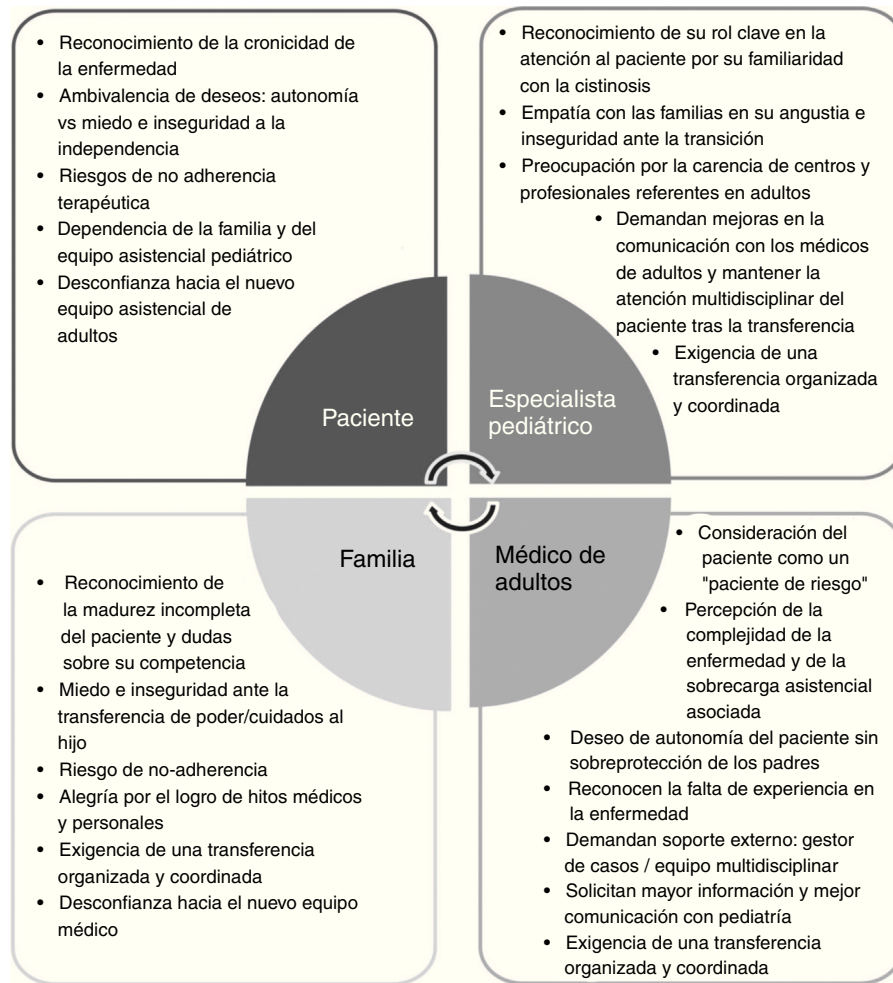 • Reconocimiento de la cronicidad de
la enfermedad
• Ambivalencia de deseos: autonomía
vs miedo e inseguridad a la
independencia
• Riesgos de no adherencia
terapéutica
• Dependencia de la familia y del
equipo asistencial pediátrico
• Desconfianza hacia el nuevo
equipo asistencial de
adultos
Paciente
• Reconocimiento de su rol clave en la
atención al paciente por su familiaridad
con la cistinosis
• Empatía con las familias en su angustia e
inseguridad ante la transición
• Preocupación por la carencia de centros y
profesionales referentes en adultos
• Demandan mejoras en la
comunicación con los médicos
de adultos y mantener la
atención multidisciplinar del
paciente tras la transferencia
• Exigencia de una
transferencia organizada
y coordinada
Especialista
pediátrico
Familia
• Reconocimiento de
la madurez incompleta
del paciente y dudas
sobre su competencia
• Miedo e inseguridad ante la
transferencia de poder/cuidados al
hijo
• Riesgo de no-adherencia
• Alegría por el logro de hitos médicos
y personales
• Exigencia de una transferencia
organizada y coordinada
• Desconfianza hacia el nuevo equipo
médico
Médico de
adultos
• Consideración del
paciente como un
"paciente de riesgo"
• Percepción de la
complejidad de la
enfermedad y de la
sobrecarga asistencial
asociada
• Deseo de autonomía del paciente sin
sobreprotección de los padres
• Reconocen la falta de experiencia en
la enfermedad
• Demandan soporte externo: gestor
de casos / equipo multidisciplinar
• Solicitan mayor información y mejor
comunicación con pediatría
• Exigencia de una transferencia
organizada y coordinada